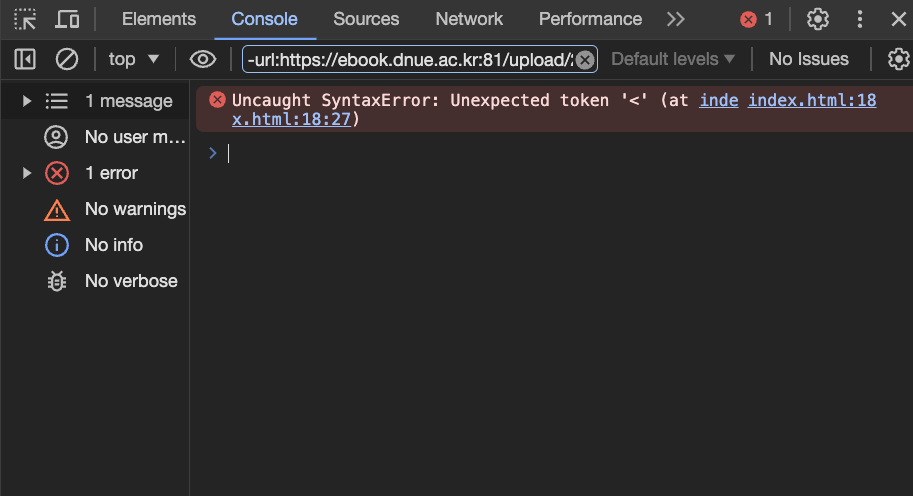 Elements Console Sources Network Performance 1
top -url:https://ebook.dnue.ac.kr:81/upload/ Default levels No Issues
1 message
No user m...
1 error
No warnings
No info
No verbose
Uncaught SyntaxError: Unexpected token '<' (at inde index.html:18
x.html:18:27)